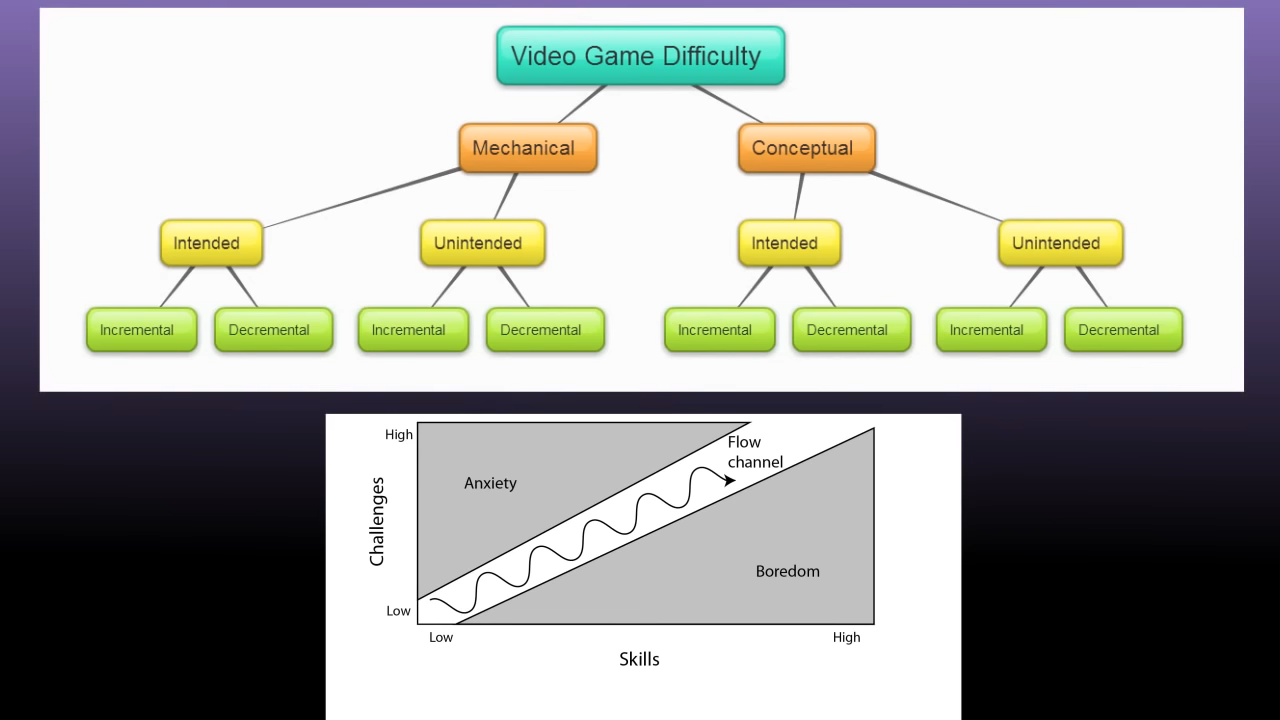 Video Game Difficulty
Mechanical
Conceptual
Intended
Unintended
Intended
Unintended
Incremental
Decremental
Incremental
Decremental
Incremental
Decremental
Incremental
Decremental
High
Flow
channel
Anxiety
Challenges
Boredom
Low
Low
High
Skills